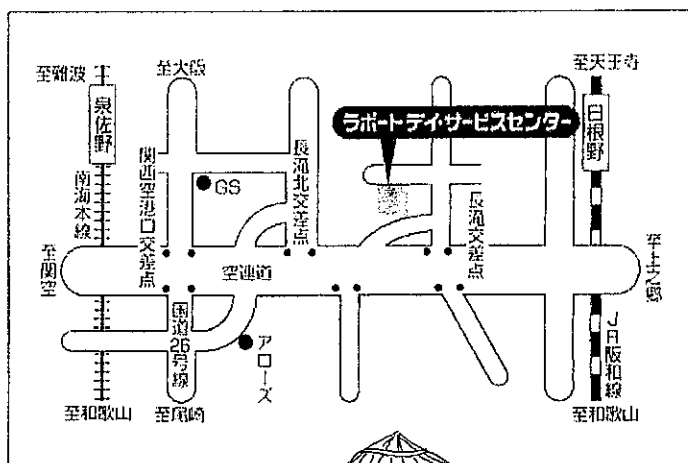 至難波
至大阪
至天王寺
泉佐野
ラポートデイ・サービスセンター
日根野
関西空港口交差点
GS
長滝北交差点
長滝交差点
南海本線
至関空
空連道
至上之郷
国道26号線
アローズ
JR阪和線
至和歌山
至尾崎
至和歌山